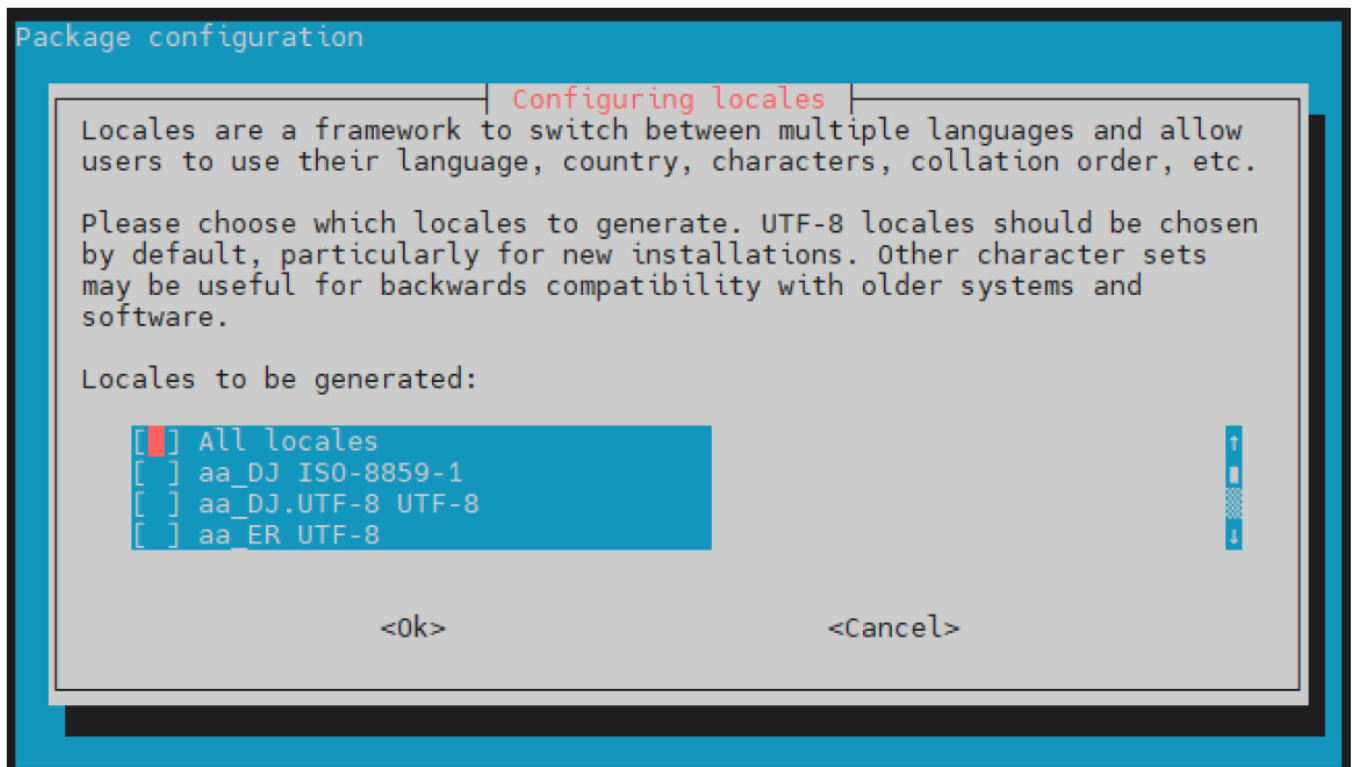 Package configuration
Configuring locales
Locales are a framework to switch between multiple languages and allow
users to use their language, country, characters, collation order, etc.
Please choose which locales to generate. UTF-8 locales should be chosen
by default, particularly for new installations. Other character sets
may be useful for backwards compatibility with older systems and
software.
Locales to be generated:
[ ] All locales
[ ] aa_DJ ISO-8859-1
[ ] aa_DJ.UTF-8 UTF-8
[ ] aa_ER UTF-8
<Ok> <Cancel>